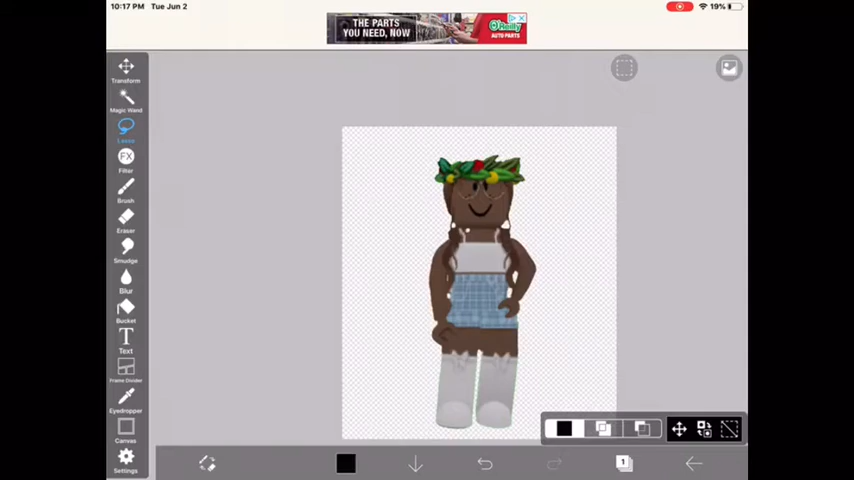 10:17 PM Tue Jun 2
19%
THE PARTS
YOU NEED, NOW
O'Reilly
AUTO PARTS
Transform
Magic Wand
Lasso
FX
Filter
Brush
Eraser
Smudge
Blur
Bucket
T
Text
Frame Divider
Eyedropper
Canvas
Settings
1